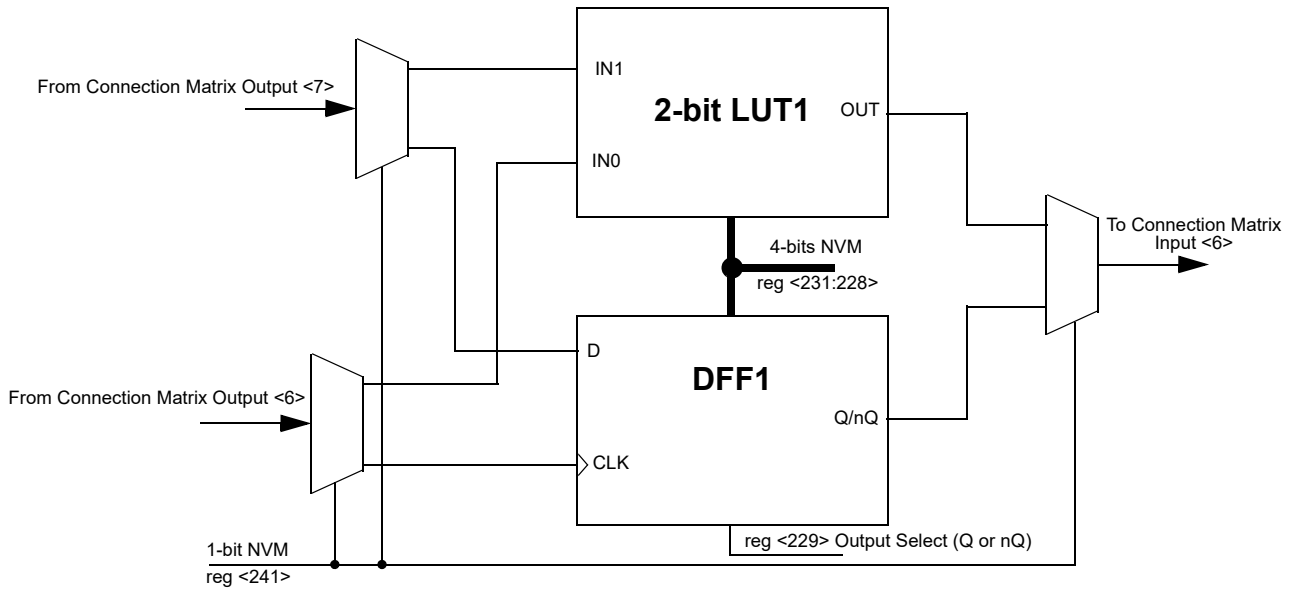 From Connection Matrix Output <7>
IN1
2-bit LUT1
OUT
IN0
To Connection Matrix
Input <6>
4-bits NVM
reg <231:228>
D
DFF1
From Connection Matrix Output <6>
Q/nQ
CLK
reg <229> Output Select (Q or nQ)
1-bit NVM
reg <241>